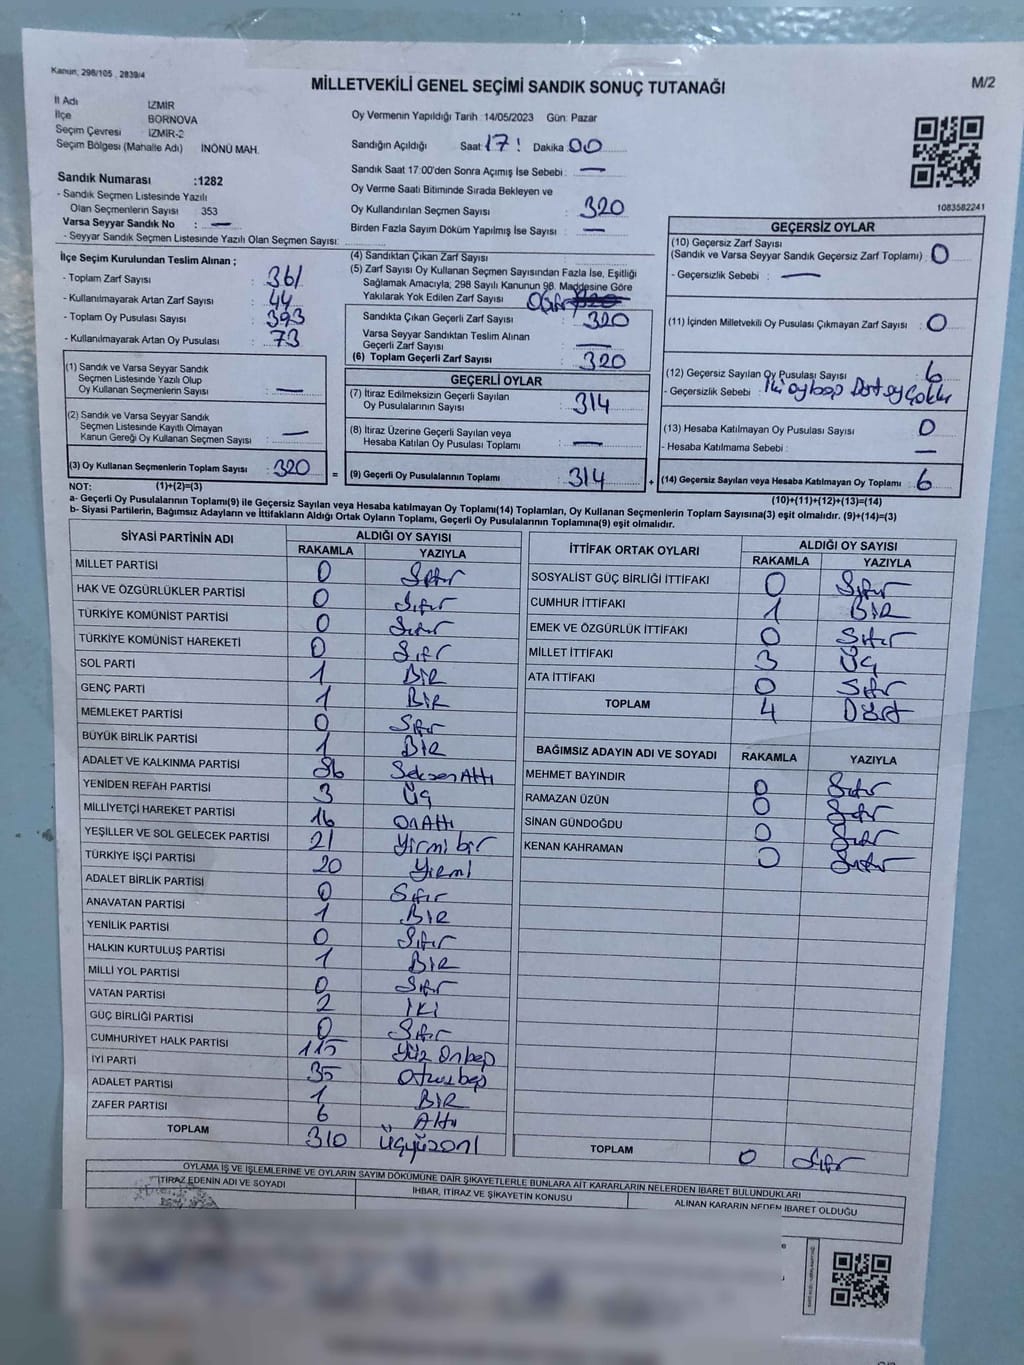 Kanun; 298/105 , 2839/4
MİLLETVEKİLİ GENEL SEÇİMİ SANDIK SONUÇ TUTANAĞI
M/2
İl Adı İZMİR
İlçe BORNOVA
Seçim Çevresi İZMİR-2
Seçim Bölgesi (Mahalle Adı) İNÖNÜ MAH.
Sandık Numarası :1282
- Sandık Seçmen Listesinde Yazılı
Olan Seçmenlerin Sayısı : 353
Varsa Seyyar Sandık No : —
- Seyyar Sandık Seçmen Listesinde Yazılı Olan Seçmen Sayısı:
Oy Vermenin Yapıldığı Tarih :14/05/2023 Gün: Pazar
Sandığın Açıldığı Saat: 17: Dakika: 00
Sandık Saat 17:00'den Sonra Açımış İse Sebebi : —
Oy Verme Saati Bitiminde Sırada Bekleyen ve
Oy Kullandırılan Seçmen Sayısı : 320
Birden Fazla Sayım Döküm Yapılmış İse Sayısı : —
1083582241
İlçe Seçim Kurulundan Teslim Alınan ;
- Toplam Zarf Sayısı : 361
- Kullanılmayarak Artan Zarf Sayısı : 44
- Toplam Oy Pusulası Sayısı : 393
- Kullanılmayarak Artan Oy Pusulası : 73
(1) Sandık ve Varsa Seyyar Sandık
Seçmen Listesinde Yazılı Olup
Oy Kullanan Seçmenlerin Sayısı : —
(2) Sandık ve Varsa Seyyar Sandık
Seçmen Listesinde Kayıtlı Olmayan
Kanun Gereği Oy Kullanan Seçmen Sayısı : —
(3) Oy Kullanan Seçmenlerin Toplam Sayısı : 320
(4) Sandıktan Çıkan Zarf Sayısı :
(5) Zarf Sayısı Oy Kullanan Seçmen Sayısından Fazla İse, Eşitliği
Sağlamak Amacıyla; 298 Sayılı Kanunun 98. Maddesine Göre
Yakılarak Yok Edilen Zarf Sayısı :
Sandıkta Çıkan Geçerli Zarf Sayısı : 320
Varsa Seyyar Sandıktan Teslim Alınan
Geçerli Zarf Sayısı : —
(6) Toplam Geçerli Zarf Sayısı : 320
GEÇERLİ OYLAR
(7) İtiraz Edilmeksizin Geçerli Sayılan
Oy Pusulalarının Sayısı : 314
(8) İtiraz Üzerine Geçerli Sayılan veya
Hesaba Katılan Oy Pusulası Toplamı : —
= (9) Geçerli Oy Pusulalarının Toplamı : 314
GEÇERSİZ OYLAR
(10) Geçersiz Zarf Sayısı
(Sandık ve Varsa Seyyar Sandık Geçersiz Zarf Toplamı) : 0
- Geçersizlik Sebebi : —
(11) İçinden Milletvekili Oy Pusulası Çıkmayan Zarf Sayısı : 0
(12) Geçersiz Sayılan Oy Pusulası Sayısı : 6
- Geçersizlik Sebebi : İki oy boş Dört oy Çoklu
(13) Hesaba Katılmayan Oy Pusulası Sayısı : 0
- Hesaba Katılmama Sebebi : —
+ (14) Geçersiz Sayılan veya Hesaba Katılmayan Oy Toplamı : 6
NOT: (1)+(2)=(3)
(10)+(11)+(12)+(13)=(14)
a- Geçerli Oy Pusulalarının Toplamı(9) ile Geçersiz Sayılan veya Hesaba katılmayan Oy Toplamı(14) Toplamları, Oy Kullanan Seçmenlerin Toplam Sayısına(3) eşit olmalıdır. (9)+(14)=(3)
b- Siyasi Partilerin, Bağımsız Adayların ve İttifakların Aldığı Ortak Oyların Toplamı, Geçerli Oy Pusulalarının Toplamına(9) eşit olmalıdır.
SİYASİ PARTİNİN ADI ALDIĞI OY SAYISI
RAKAMLA YAZIYLA
MİLLET PARTİSİ 0 Sıfır
HAK VE ÖZGÜRLÜKLER PARTİSİ 0 Sıfır
TÜRKİYE KOMÜNİST PARTİSİ 0 Sıfır
TÜRKİYE KOMÜNİST HAREKETİ 0 Sıfır
SOL PARTİ 1 BİR
GENÇ PARTİ 1 BİR
MEMLEKET PARTİSİ 0 Sıfır
BÜYÜK BİRLİK PARTİSİ 1 BİR
ADALET VE KALKINMA PARTİSİ 86 Seksen Altı
YENİDEN REFAH PARTİSİ 3 Üç
MİLLİYETÇİ HAREKET PARTİSİ 16 On Altı
YEŞİLLER VE SOL GELECEK PARTİSİ 21 Yirmi bir
TÜRKİYE İŞÇİ PARTİSİ 20 Yirmi
ADALET BİRLİK PARTİSİ 0 Sıfır
ANAVATAN PARTİSİ 1 BİR
YENİLİK PARTİSİ 0 Sıfır
HALKIN KURTULUŞ PARTİSİ 1 BİR
MİLLİ YOL PARTİSİ 0 Sıfır
VATAN PARTİSİ 2 İKİ
GÜÇ BİRLİĞİ PARTİSİ 0 Sıfır
CUMHURİYET HALK PARTİSİ 115 Yüz Onbeş
İYİ PARTİ 35 Otuzbeş
ADALET PARTİSİ 1 BİR
ZAFER PARTİSİ 6 Altı
TOPLAM 310 Üçyüzon
İTTİFAK ORTAK OYLARI ALDIĞI OY SAYISI
RAKAMLA YAZIYLA
SOSYALİST GÜÇ BİRLİĞİ İTTİFAKI 0 Sıfır
CUMHUR İTTİFAKI 1 BİR
EMEK VE ÖZGÜRLÜK İTTİFAKI 0 Sıfır
MİLLET İTTİFAKI 3 Üç
ATA İTTİFAKI 0 Sıfır
TOPLAM 4 Dört
BAĞIMSIZ ADAYIN ADI VE SOYADI RAKAMLA YAZIYLA
MEHMET BAYINDIR 0 Sıfır
RAMAZAN ÜZÜN 0 Sıfır
SİNAN GÜNDOĞDU 0 Sıfır
KENAN KAHRAMAN 0 Sıfır
TOPLAM 0 Sıfır
OYLAMA İŞ VE İŞLEMLERİNE VE OYLARIN SAYIM DÖKÜMÜNE DAİR ŞİKAYETLERLE BUNLARA AİT KARARLARIN NELERDEN İBARET BULUNDUKLARI
İTİRAZ EDENİN ADI VE SOYADI İHBAR, İTİRAZ VE ŞİKAYETİN KONUSU ALINAN KARARIN NEDEN İBARET OLDUĞU